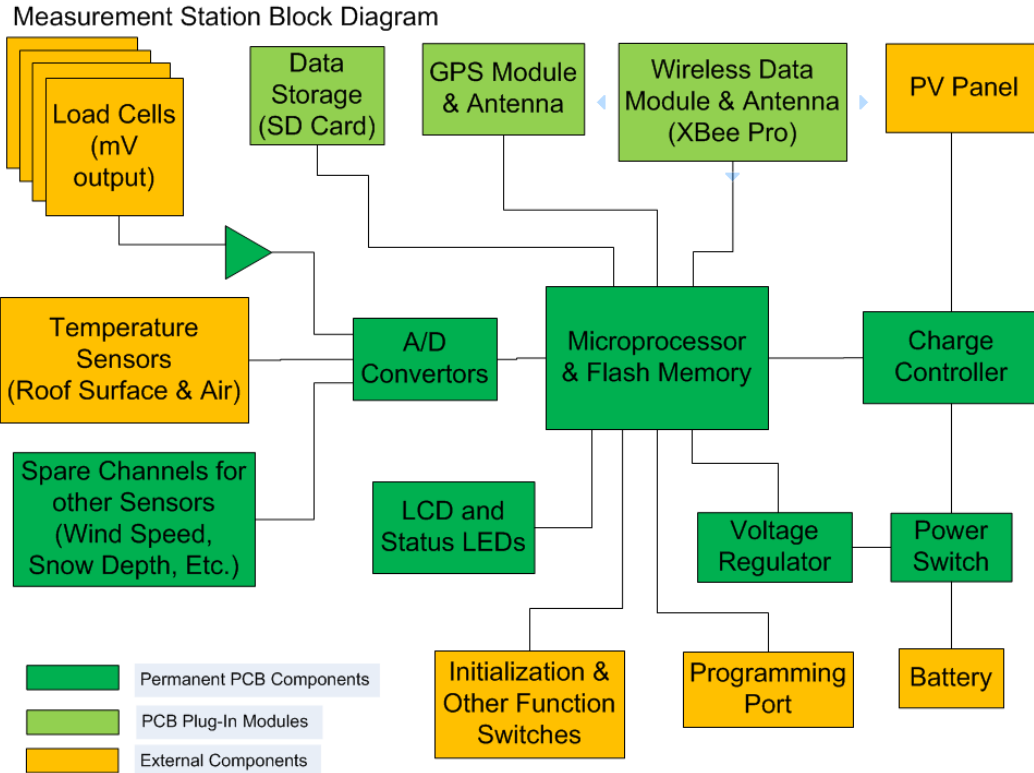 Measurement Station Block Diagram
Load Cells
(mV
output)
Data
Storage
(SD Card)
GPS Module
& Antenna
Wireless Data
Module & Antenna
(XBee Pro)
PV Panel
Temperature
Sensors
(Roof Surface & Air)
A/D
Convertors
Microprocessor
& Flash Memory
Charge
Controller
Spare Channels for
other Sensors
(Wind Speed,
Snow Depth, Etc.)
LCD and
Status LEDs
Voltage
Regulator
Power
Switch
Initialization &
Other Function
Switches
Programming
Port
Battery
Permanent PCB Components
PCB Plug-In Modules
External Components